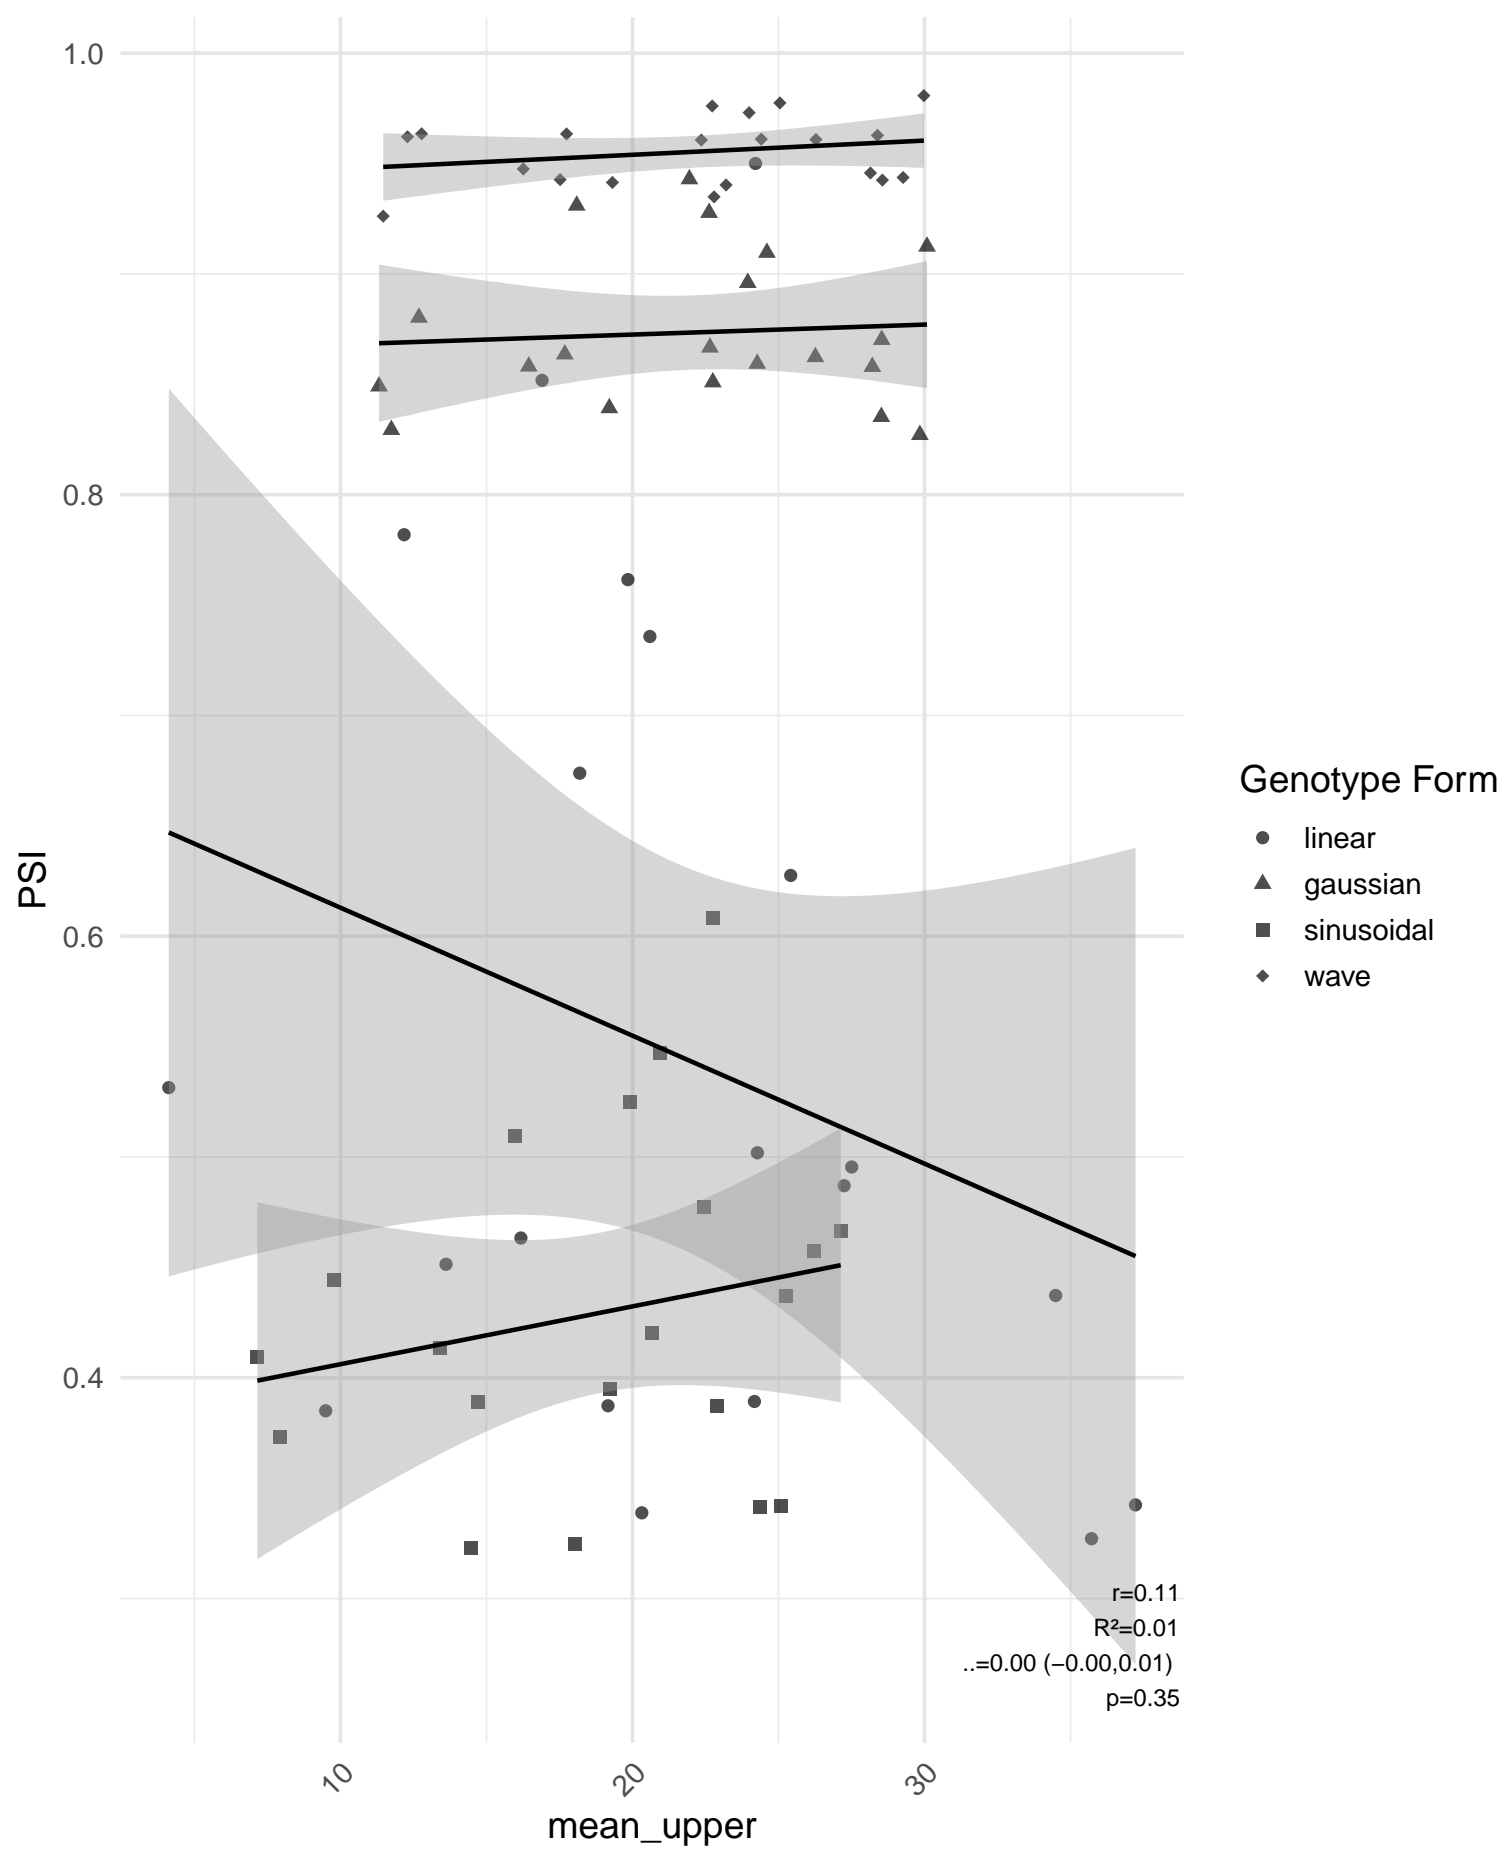 1.0
0.8
0.6
0.4
PSI
10
20
30
mean_upper
Genotype Form
linear
gaussian
sinusoidal
wave
r=0.11
R²=0.01
..=0.00 (−0.00,0.01)
p=0.35